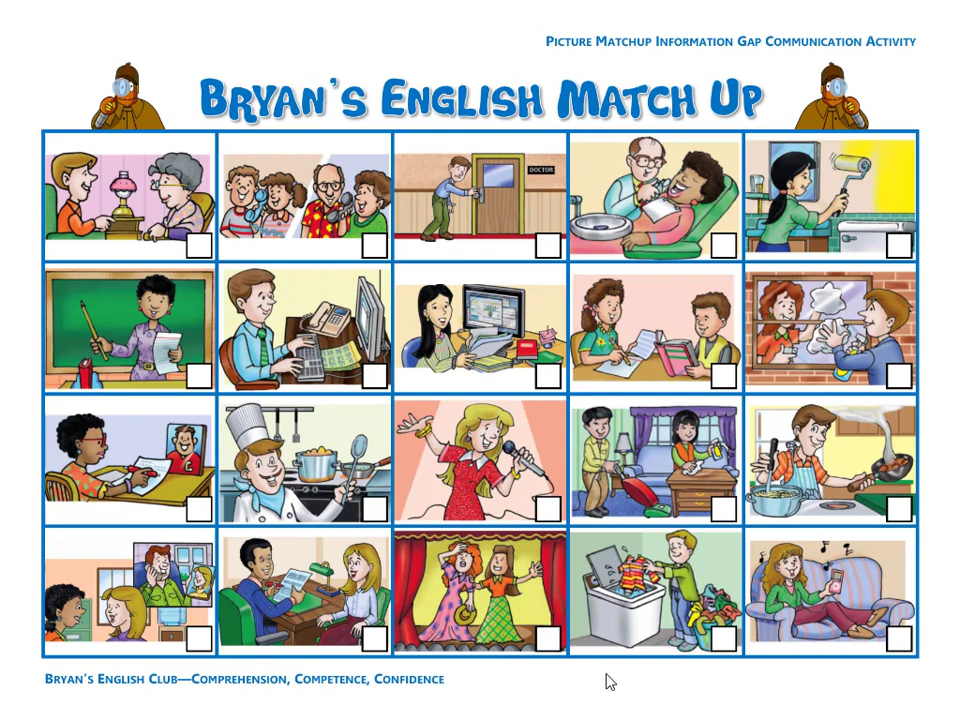 Picture Matchup Information Gap Communication Activity
Bryan's English Match Up
DOCTOR
C
Bryan's English Club—Comprehension, Competence, Confidence